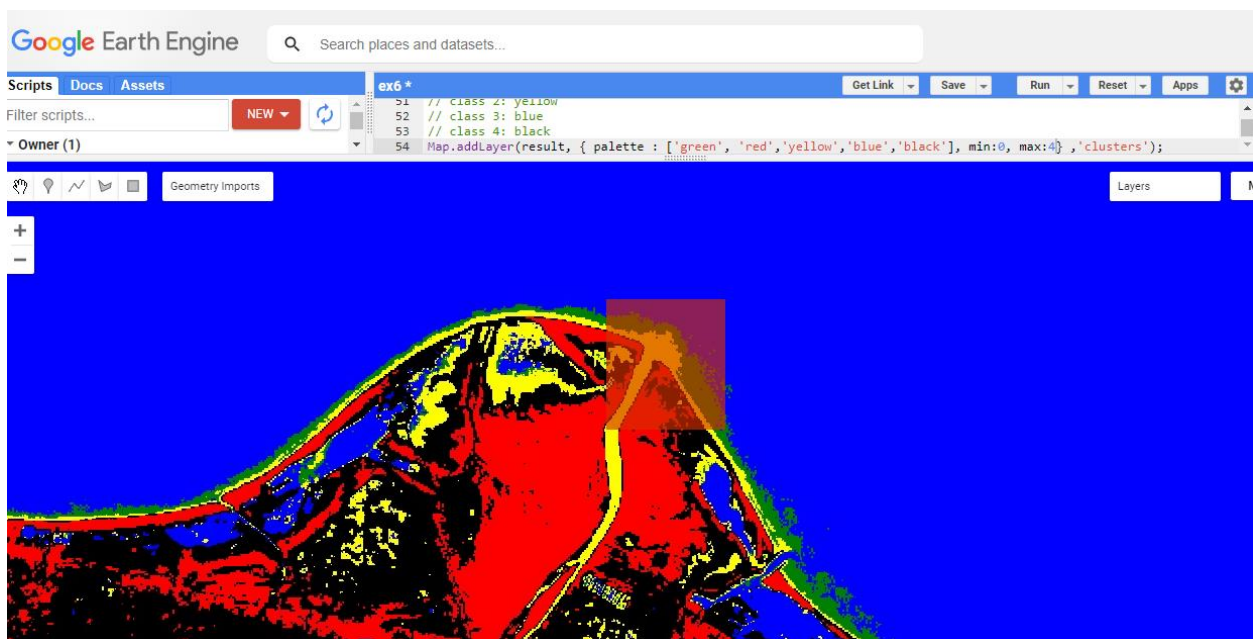 Google Earth Engine
Search places and datasets...
Scripts Docs Assets
ex6 *
Get Link Save Run Reset Apps
Filter scripts...
NEW
Owner (1)
51 // class 2: yellow
52 // class 3: blue
53 // class 4: black
54 Map.addLayer(result, { palette : ['green', 'red','yellow','blue','black'], min:0, max:4} ,'clusters');
Geometry Imports
Layers